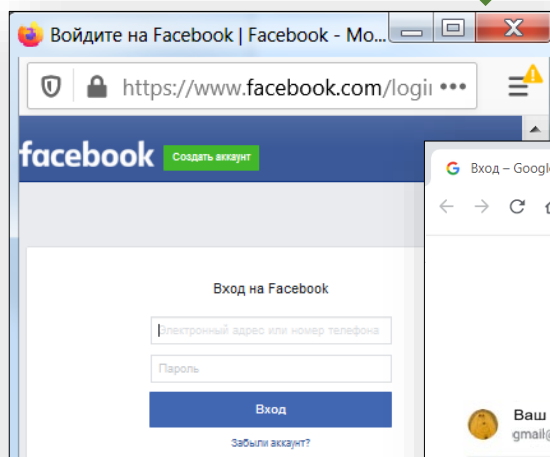 Войдите на Facebook | Facebook - Mo...
https://www.facebook.com/logi
facebook
Создать аккаунт
Вход – Google
Вход на Facebook
Электронный адрес или номер телефона
Пароль
Вход
Забыли аккаунт?
Ваш
gmail@